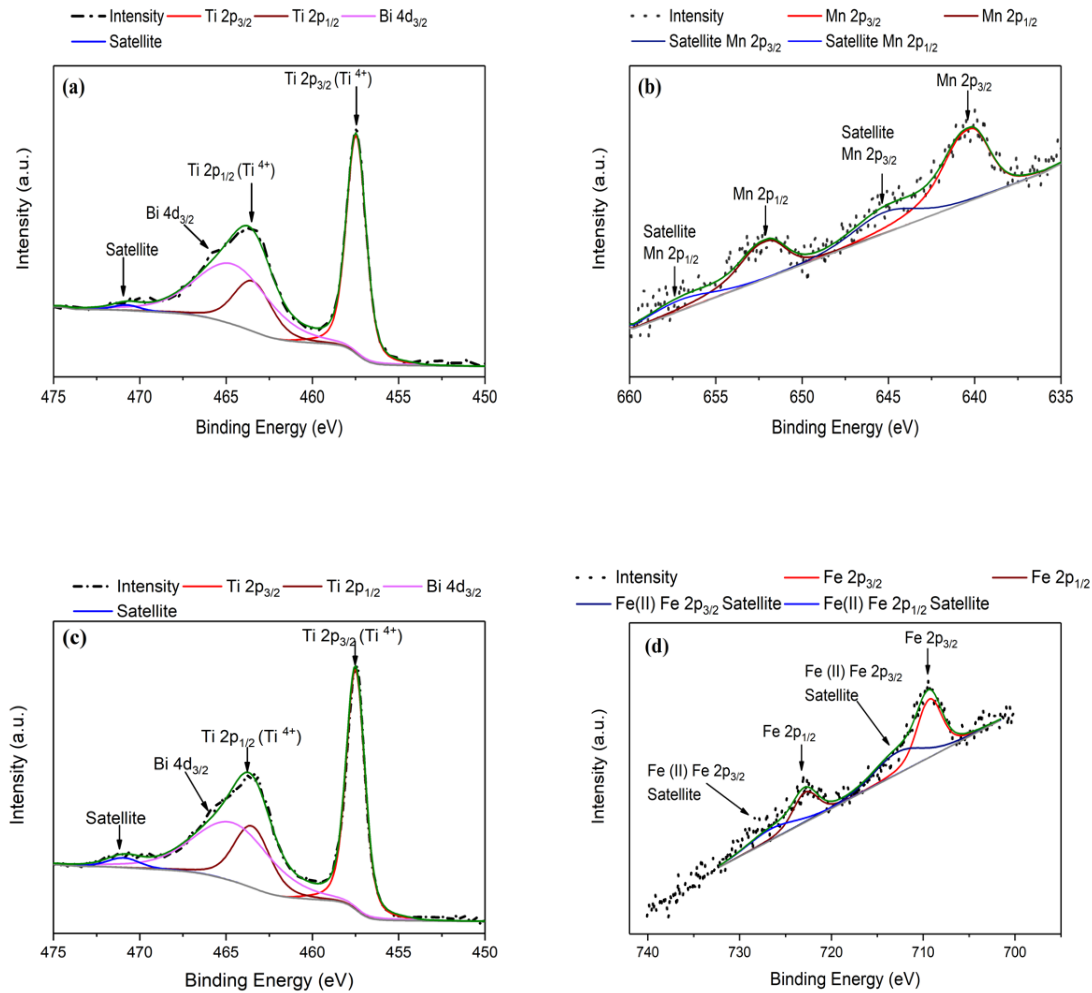 Intensity Ti 2p3/2 Ti 2p1/2 Bi 4d3/2
Satellite
(a)
Ti 2p3/2 (Ti 4+)
Ti 2p1/2 (Ti 4+)
Bi 4d3/2
Satellite
Intensity (a.u.)
475 470 465 460 455 450
Binding Energy (eV)
Intensity Mn 2p3/2 Mn 2p1/2
Satellite Mn 2p3/2 Satellite Mn 2p1/2
(b)
Mn 2p3/2
Satellite
Mn 2p3/2
Mn 2p1/2
Satellite
Mn 2p1/2
Intensity (a.u.)
660 655 650 645 640 635
Binding Energy (eV)
Intensity Ti 2p3/2 Ti 2p1/2 Bi 4d3/2
Satellite
(c)
Ti 2p3/2 (Ti 4+)
Ti 2p1/2 (Ti 4+)
Bi 4d3/2
Satellite
Intensity (a.u.)
475 470 465 460 455 450
Binding Energy (eV)
Intensity Fe 2p3/2 Fe 2p1/2
Fe(II) Fe 2p3/2 Satellite Fe(II) Fe 2p1/2 Satellite
(d)
Fe 2p3/2
Fe (II) Fe 2p3/2
Satellite
Fe 2p1/2
Fe (II) Fe 2p3/2
Satellite
Intensity (a.u.)
740 730 720 710 700
Binding Energy (eV)